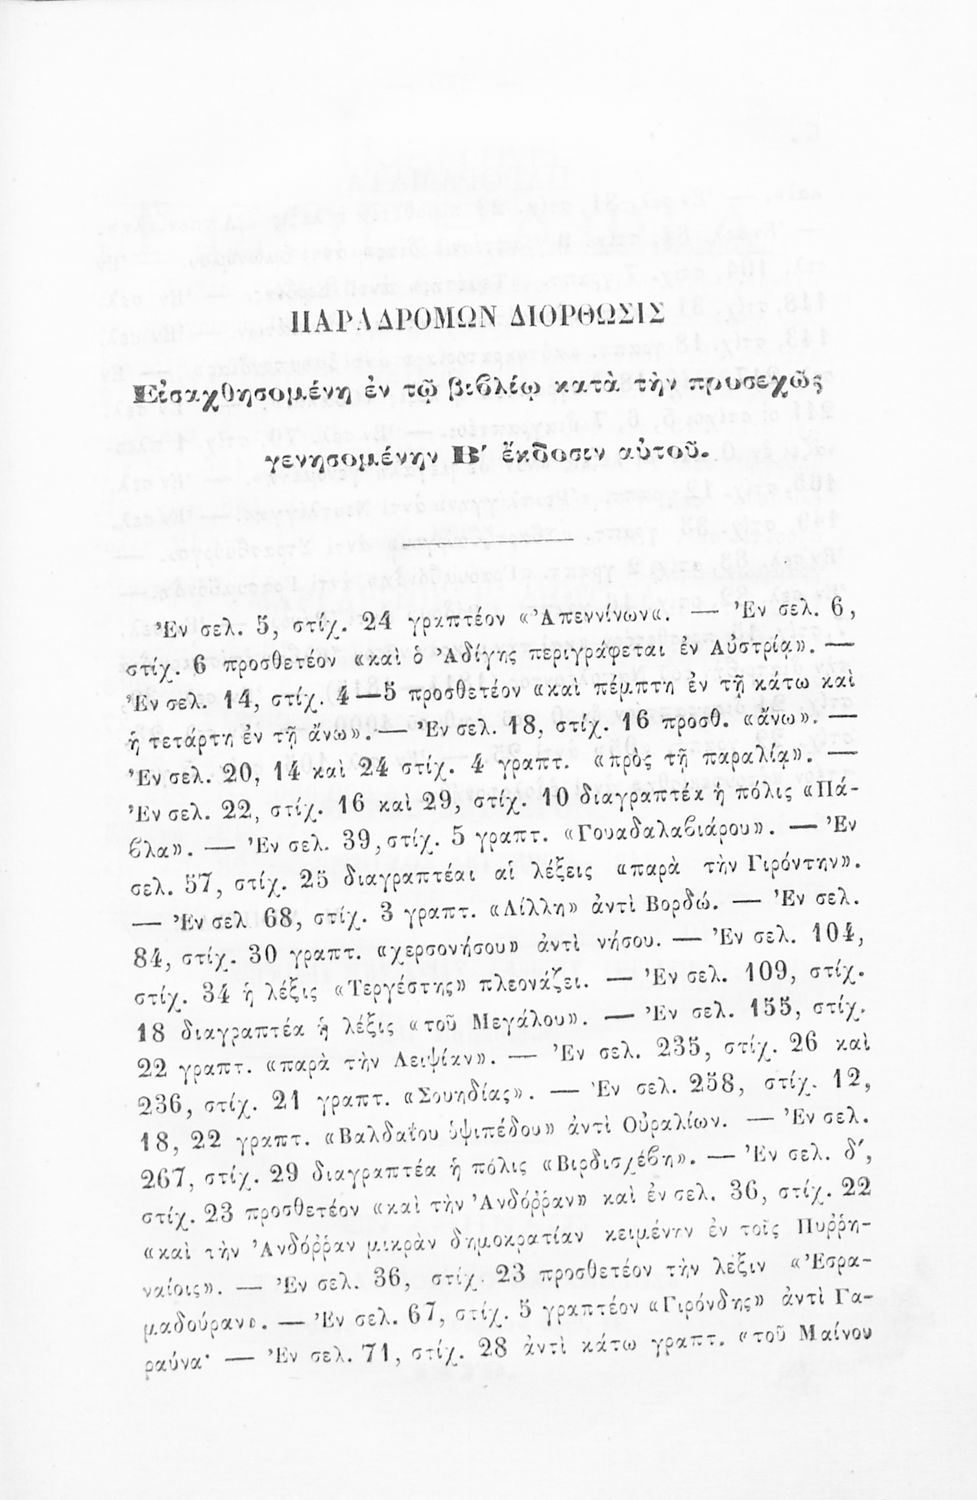 ΠΑΡΑΔΡΟΜΩΝ ΔΙΟΡΘΩΣΙΣ
Εἰσαχθησομένη ἐν τῷ βιβλίῳ κατὰ τὴν προσεχῶς
γενησομένην Β′ ἔκδοσιν αὐτοῦ.
Ἐν σελ. 5, στίχ. 24 γραπτέον «Ἀπεννίνων«. — Ἐν σελ. 6,
στίχ. 6 προσθετέον «καὶ ὁ Ἀδίγης περιγράφεται ἐν Αὐστρίᾳ». —
Ἐν σελ. 14, στίχ. 4—5 προσθετέον «καὶ πέμπτη ἐν τῇ κάτω καὶ
ἡ τετάρτη ἐν τῇ ἄνω». — Ἐν σελ. 18, στίχ. 16 προσθ. «ἄνω». —
Ἐν σελ. 20, 14 καὶ 24 στίχ. 4 γραπτ. «πρὸς τῇ παραλίᾳ». —
Ἐν σελ. 22, στίχ. 16 καὶ 29, στίχ. 10 διαγραπτέα ἡ πόλις «Πά-
βλα». — Ἐν σελ. 39, στίχ. 5 γραπτ. «Γουαδαλαβιάρου». — Ἐν
σελ. 57, στίχ. 25 διαγραπτέαι αἱ λέξεις «παρὰ τὴν Γιρόντην».
— Ἐν σελ 68, στίχ. 3 γραπτ. «Λίλλη» ἀντὶ Βορδώ. — Ἐν σελ.
84, στίχ. 30 γραπτ. «χερσονήσου» ἀντὶ νήσου. — Ἐν σελ. 104,
στίχ. 34 ἡ λέξις «Τεργέστης» πλεονάζει. — Ἐν σελ. 109, στίχ.
18 διαγραπτέα ἡ λέξις «τοῦ Μεγάλου». — Ἐν σελ. 155, στίχ.
22 γραπτ. «παρὰ τὴν Λειψίαν». — Ἐν σελ. 235, στίχ. 26 καὶ
236, στίχ. 21 γραπτ. «Σουηδίας». — Ἐν σελ. 258, στίχ. 12,
18, 22 γραπτ. «Βαλδαΐου ὑψιπέδου» ἀντὶ Οὐραλίων. — Ἐν σελ.
267, στίχ. 29 διαγραπτέα ἡ πόλις «Βιρδισχέβη». — Ἐν σελ. δ′,
στίχ. 23 προσθετέον «καὶ τὴν Ἀνδόῤῥαν» καὶ ἐν σελ. 36, στίχ. 22
«καὶ τὴν Ἀνδόῤῥαν μικρὰν δημοκρατίαν κειμένην ἐν τοῖς Πυῤῥη-
ναίοις». — Ἐν σελ. 36, στίχ. 23 προσθετέον τὴν λέξιν «Ἐσρα-
μαδούραν». — Ἐν σελ. 67, στίχ. 5 γραπτέον «Γιρόνδης» ἀντὶ Γα-
ραύνα· — Ἐν σελ. 71, στίχ. 28 ἀντὶ κάτω γραπτ. «τοῦ Μαίνου